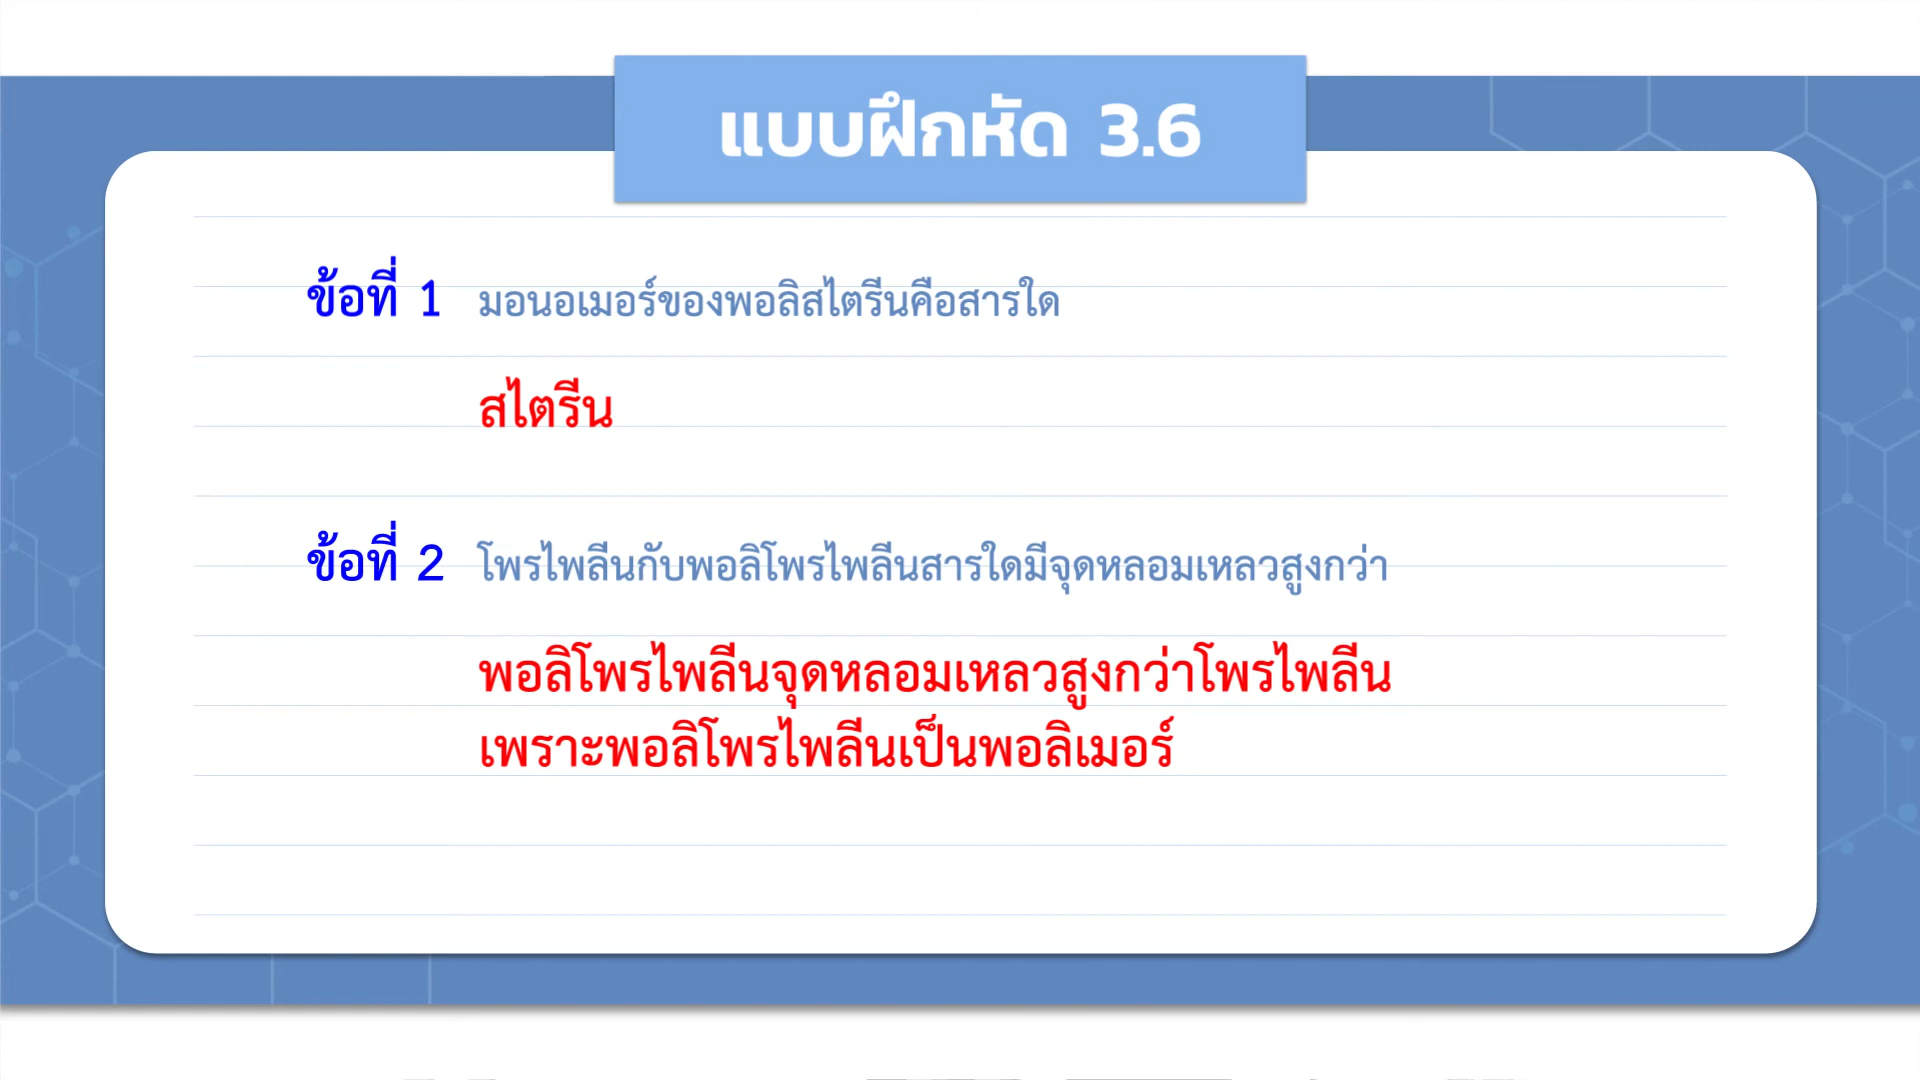 แบบฝึกหัด 3.6
ข้อที่ 1 มอนอเมอร์ของพอลิสไตรีนคือสารใด
สไตรีน
ข้อที่ 2 โพรไพลีนกับพอลิโพรไพลีนสารใดมีจุดหลอมเหลวสูงกว่า
พอลิโพรไพลีนจุดหลอมเหลวสูงกว่าโพรไพลีน
เพราะพอลิโพรไพลีนเป็นพอลิเมอร์